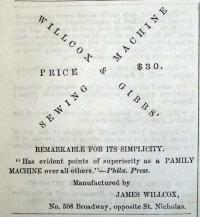 WILLCOX & GIBBS'
SEWING MACHINE
PRICE $30.
REMARKABLE FOR ITS SIMPLICITY.
"Has evident points of superiority as a FAMILY
MACHINE over all others."—Phila. Press.
Manufactured by
JAMES WILLCOX,
No. 508 Broadway, opposite St. Nicholas.